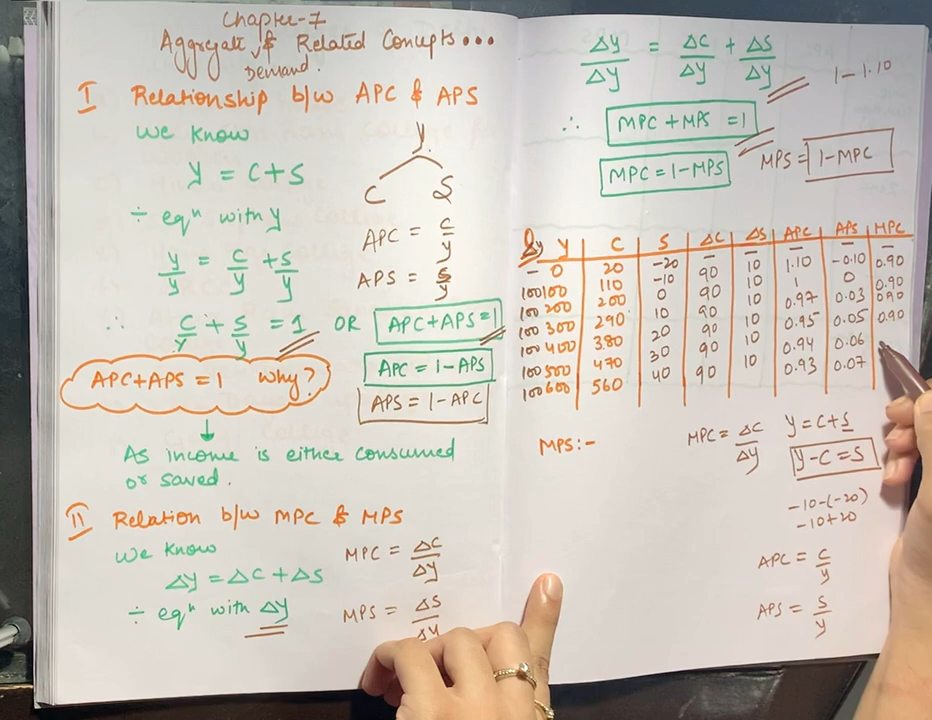 Chapter-7
Aggregate Demand & Related Concepts...
I Relationship b/w APC & APS
We know
Y = C+S
÷ eqⁿ with Y
Y/Y = C/Y + S/Y
∴ C/Y + S/Y = 1 OR APC+APS=1
APC = 1-APS
APS = 1-APC
Y
C S
APC = C/Y
APS = S/Y
APC+APS =1 Why?
↓
As income is either consumed
or saved.
II Relation b/w MPC & MPS
We know
ΔY = ΔC + ΔS
÷ eqⁿ with ΔY
MPC = ΔC/ΔY
MPS = ΔS/ΔY
ΔY/ΔY = ΔC/ΔY + ΔS/ΔY
1-1.10
∴ MPC+MPS =1
MPC = 1-MPS
MPS = 1-MPC
ΔY Y C S ΔC ΔS APC APS MPC
- 0 20 -20 - - - - -
100 100 110 -10 90 10 1.10 -0.10 0.90
100 200 200 0 90 10 1 0 0.90
100 300 290 10 90 10 0.97 0.03 0.90
100 400 380 20 90 10 0.95 0.05 0.90
100 500 470 30 90 10 0.94 0.06
100 600 560 40 90 10 0.93 0.07
MPS:-
MPC = ΔC/ΔY
Y = C+S
Y-C = S
-10-(-20)
-10+20
APC = C/Y
APS = S/Y